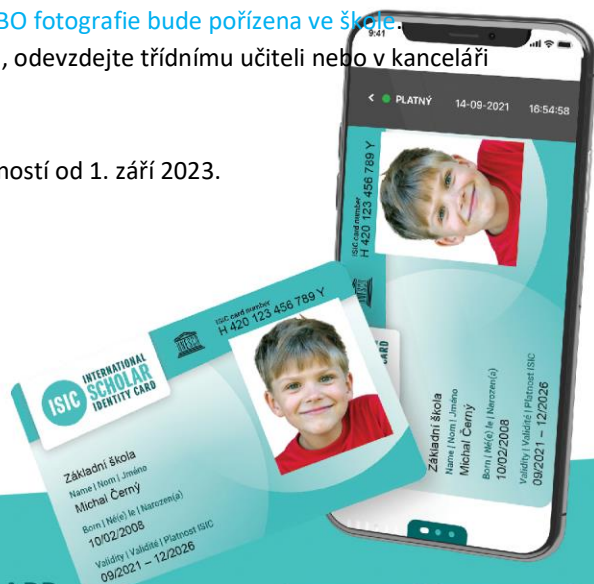 BO fotografie bude pořízena ve škole.
, odevzdejte třídnímu učiteli nebo v kanceláři
ností od 1. září 2023.
9:41
PLATNÝ 14-09-2021 16:54:58
ISIC card number
H 420 123 456 789 Y
CARD
Základní škola
Name | Nom | Jméno
Michal Černý
Born | Né(e) le | Narozen(a)
10/02/2008
Validity | Validité | Platnost ISIC
09/2021 – 12/2026
ISIC
INTERNATIONAL
SCHOLAR
IDENTITY CARD
ISIC card number
H 420 123 456 789 Y
Základní škola
Name | Nom | Jméno
Michal Černý
Born | Né(e) le | Narozen(a)
10/02/2008
Validity | Validité | Platnost ISIC
09/2021 – 12/2026